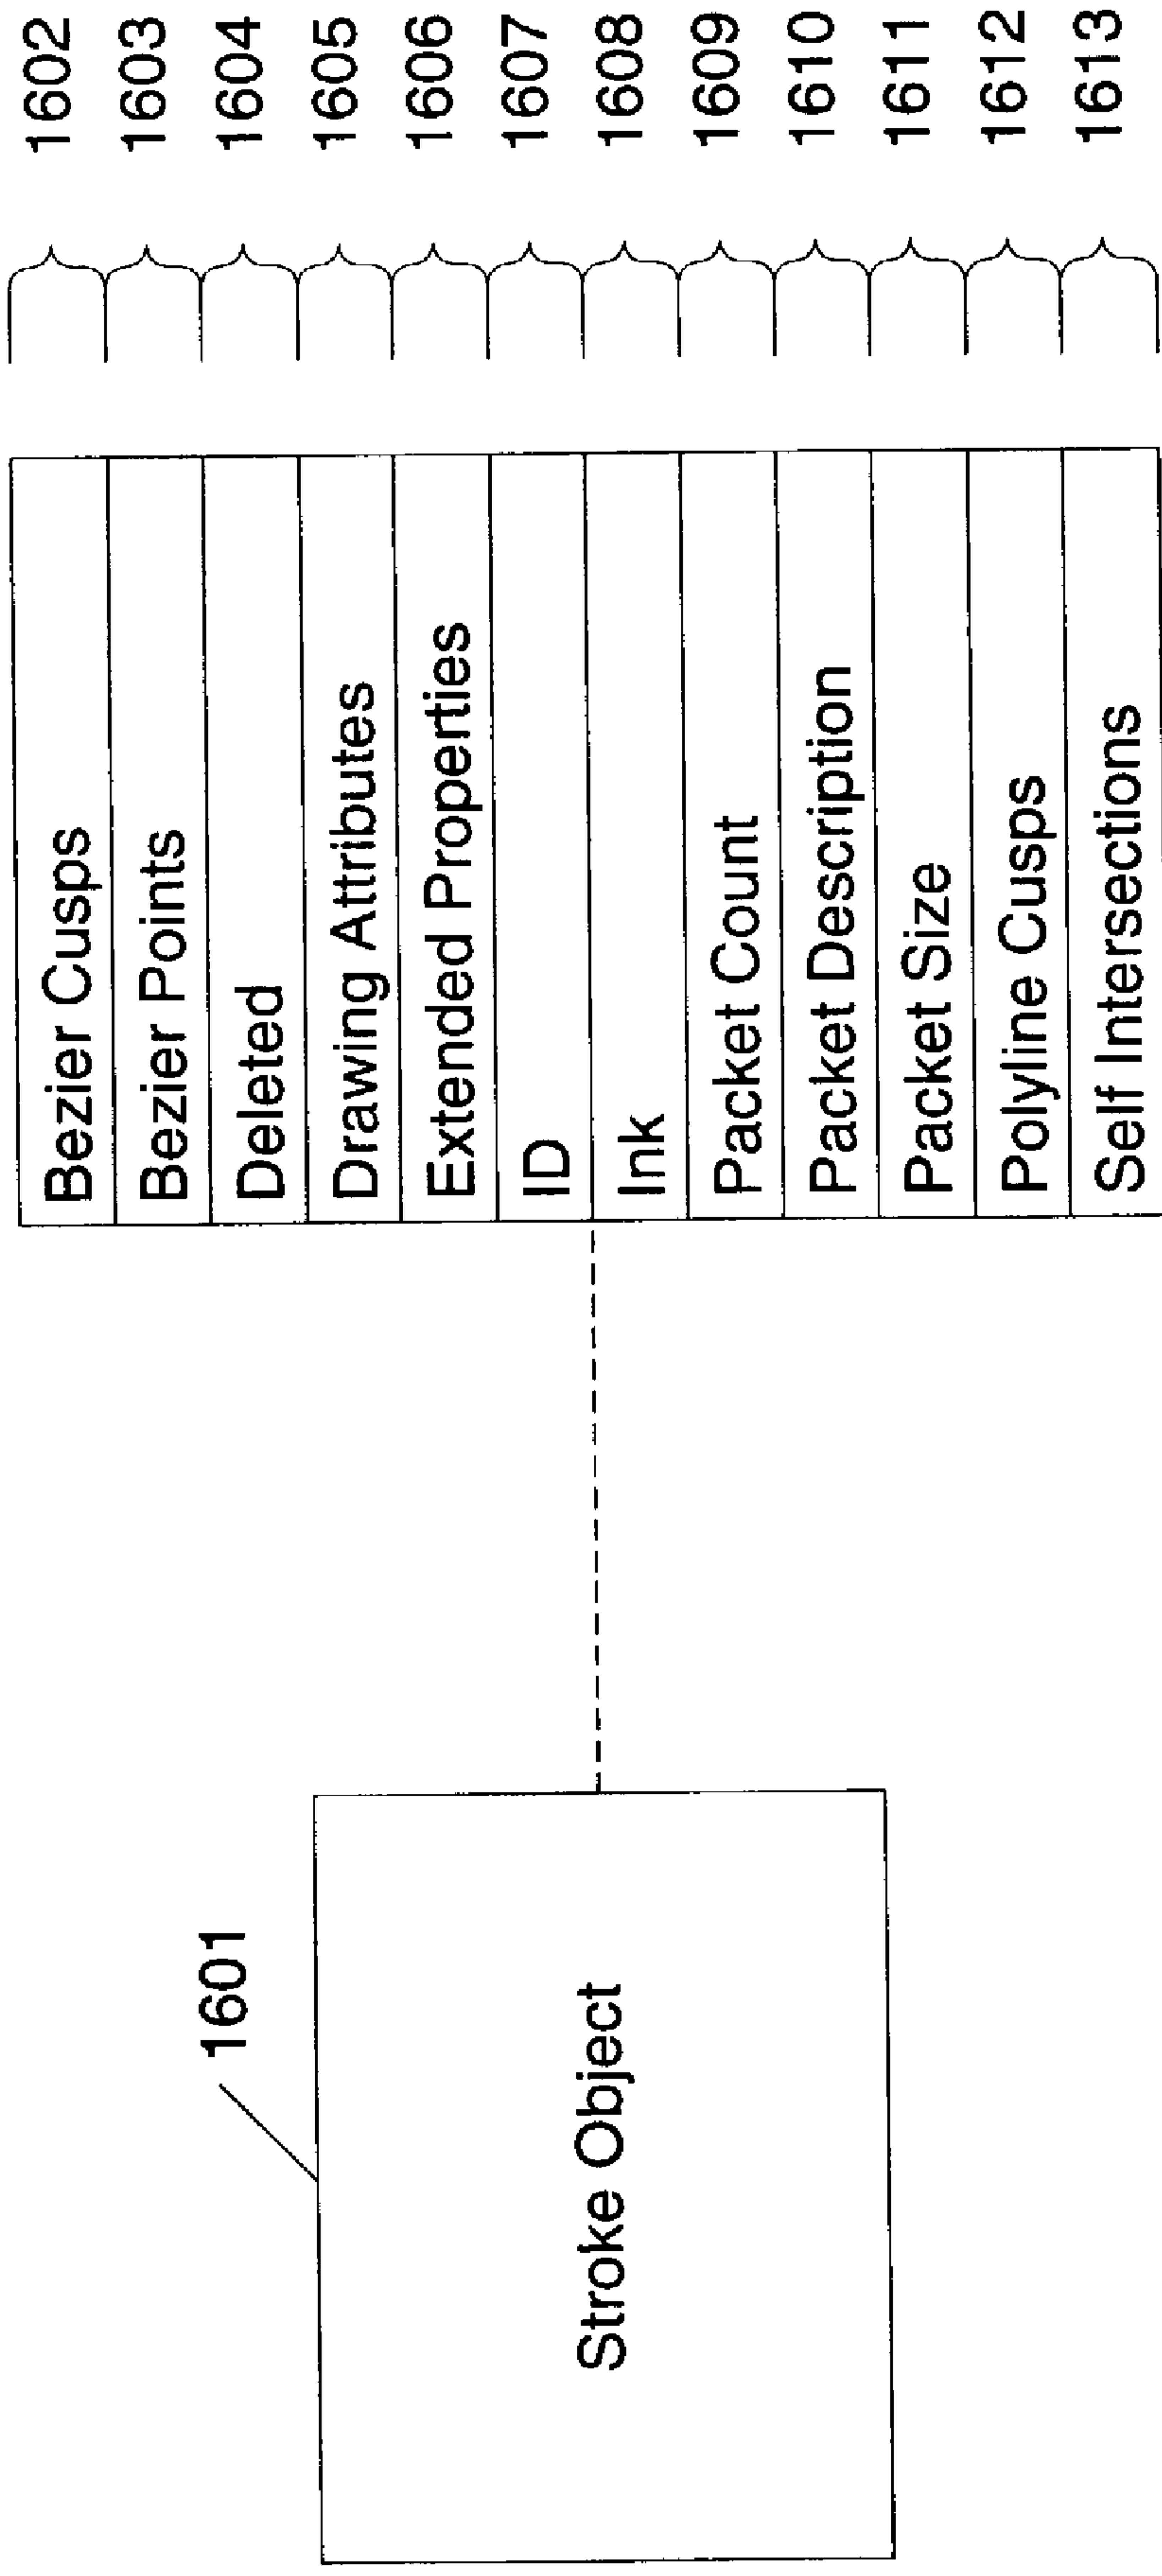 1601
Stroke Object
Bezier Cusps 1602
Bezier Points 1603
Deleted 1604
Drawing Attributes 1605
Extended Properties 1606
ID 1607
Ink 1608
Packet Count 1609
Packet Description 1610
Packet Size 1611
Polyline Cusps 1612
Self Intersections 1613